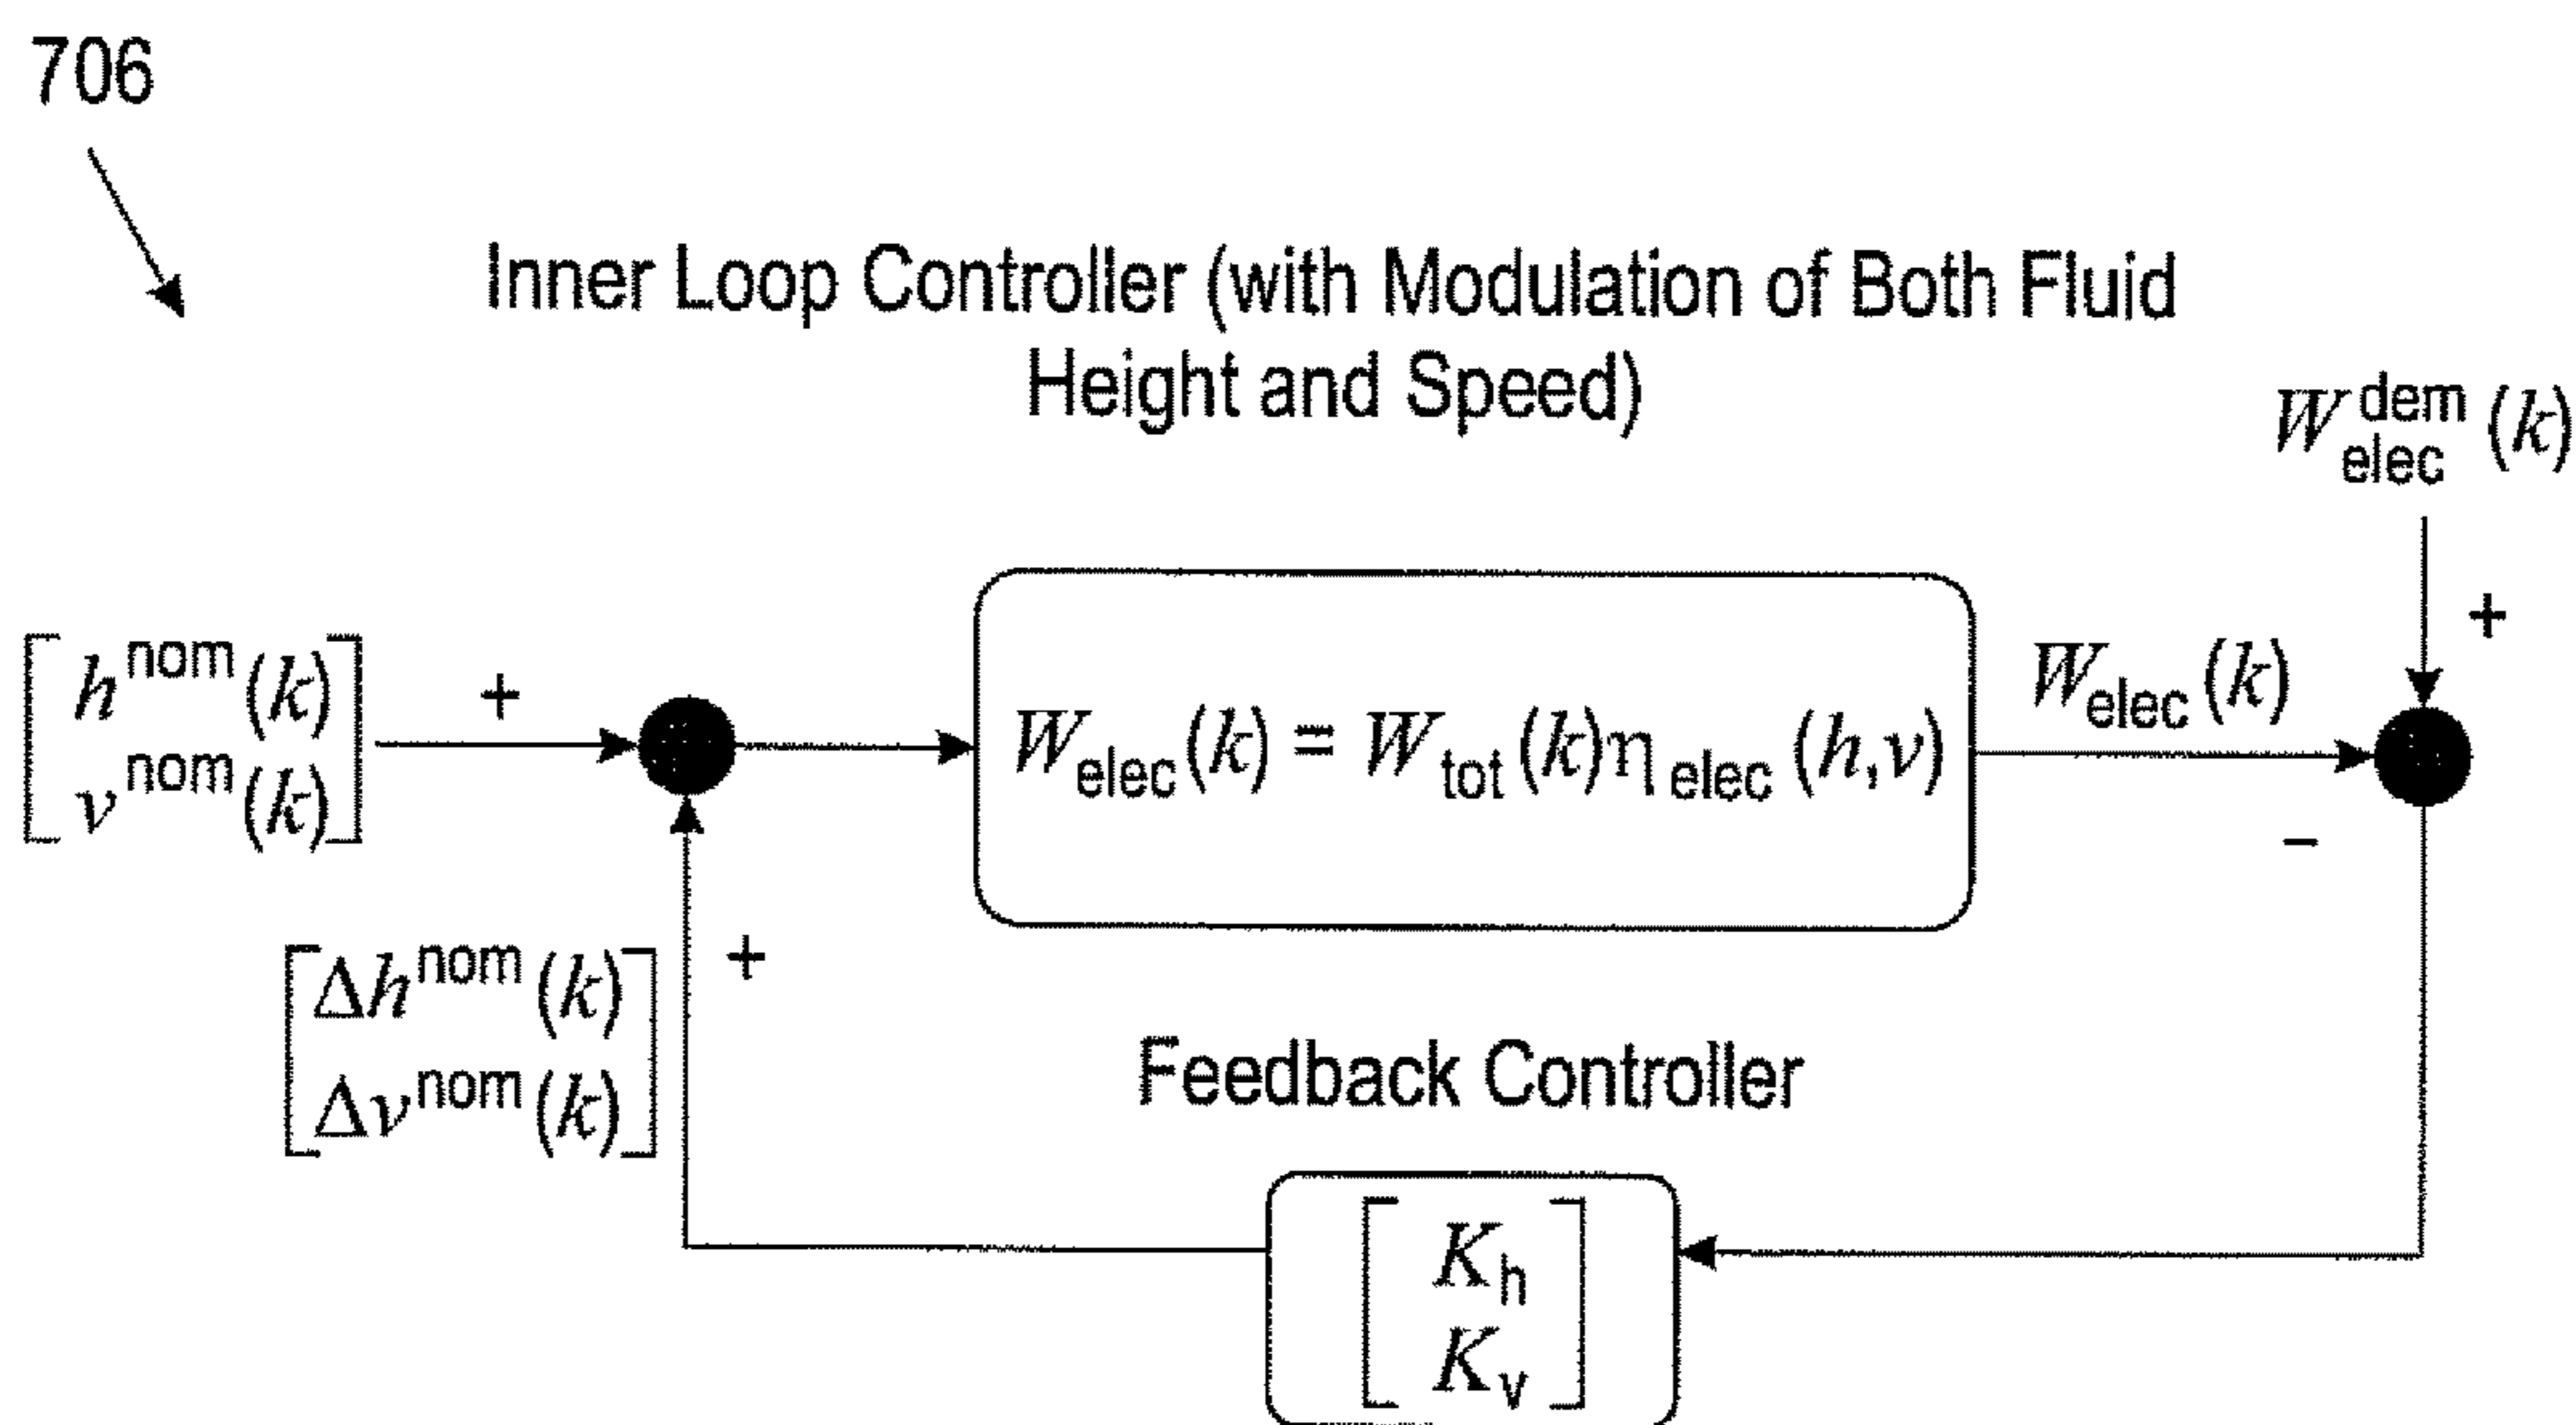 706
Inner Loop Controller (with Modulation of Both Fluid
Height and Speed)
W_elec^dem (k)
+
h^nom (k)
v^nom (k)
+
W_elec (k) = W_tot (k) η_elec (h,v)
W_elec (k)
−
Δh^nom (k)
Δv^nom (k)
+
Feedback Controller
K_h
K_v